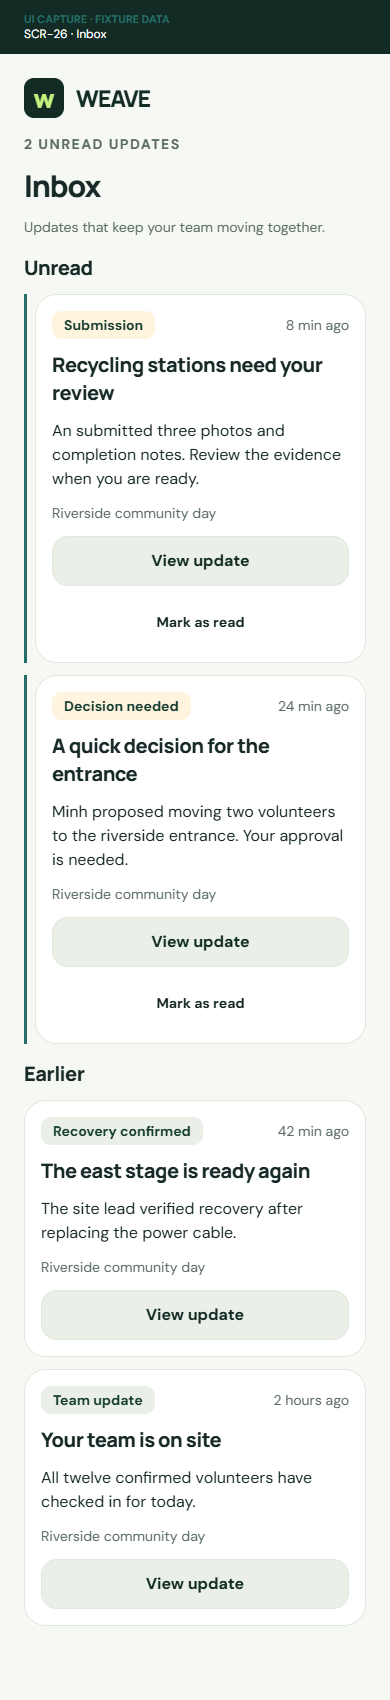 UI CAPTURE · FIXTURE DATA
SCR-26 · Inbox
w WEAVE
2 UNREAD UPDATES
Inbox
Updates that keep your team moving together.
Unread
Submission 8 min ago
Recycling stations need your
review
An submitted three photos and
completion notes. Review the evidence
when you are ready.
Riverside community day
View update
Mark as read
Decision needed 24 min ago
A quick decision for the
entrance
Minh proposed moving two volunteers
to the riverside entrance. Your approval
is needed.
Riverside community day
View update
Mark as read
Earlier
Recovery confirmed 42 min ago
The east stage is ready again
The site lead verified recovery after
replacing the power cable.
Riverside community day
View update
Team update 2 hours ago
Your team is on site
All twelve confirmed volunteers have
checked in for today.
Riverside community day
View update